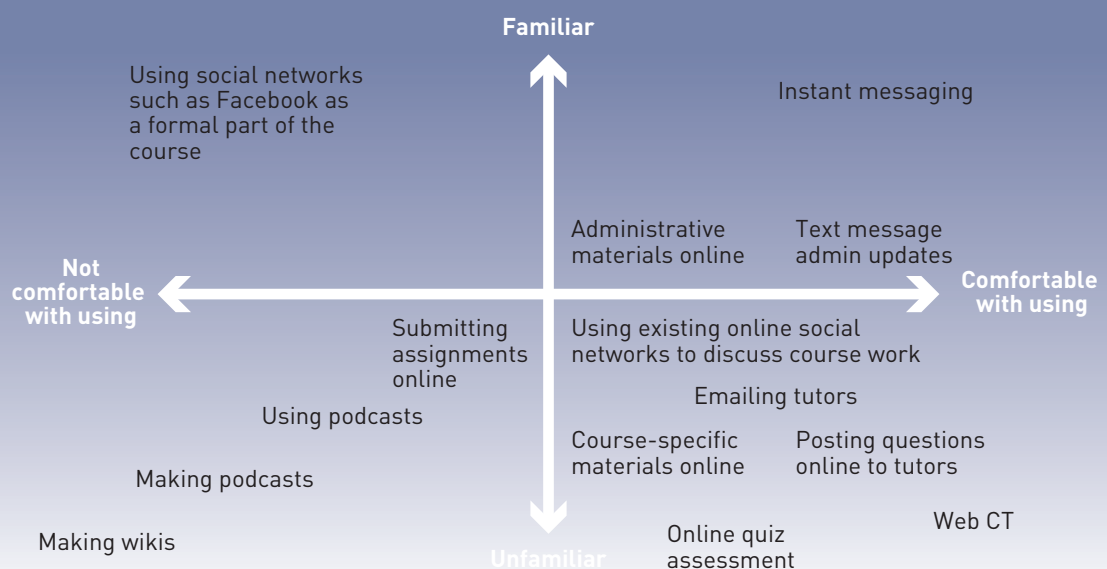 Familiar
Using social networks
such as Facebook as
a formal part of the
course
Instant messaging
Administrative
materials online
Text message
admin updates
Not
comfortable
with using
Comfortable
with using
Submitting
assignments
online
Using existing online social
networks to discuss course work
Emailing tutors
Using podcasts
Course-specific
materials online
Posting questions
online to tutors
Making podcasts
Web CT
Making wikis
Online quiz
assessment
Unfamiliar